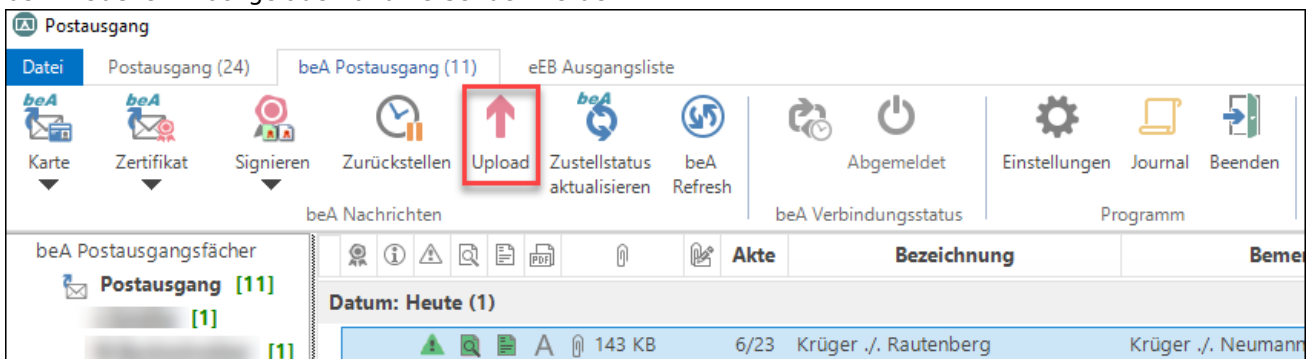 Postausgang
Datei Postausgang (24) beA Postausgang (11) eEB Ausgangsliste
beA beA beA
Karte Zertifikat Signieren Zurückstellen Upload Zustellstatus aktualisieren beA Refresh Abgemeldet Einstellungen Journal Beenden
beA Nachrichten beA Verbindungsstatus Programm
beA Postausgangsfächer
PDF Akte Bezeichnung
Postausgang [11]
Datum: Heute (1)
[1]
A 143 KB 6/23 Krüger ./. Rautenberg Krüger ./. Neumann
[1]